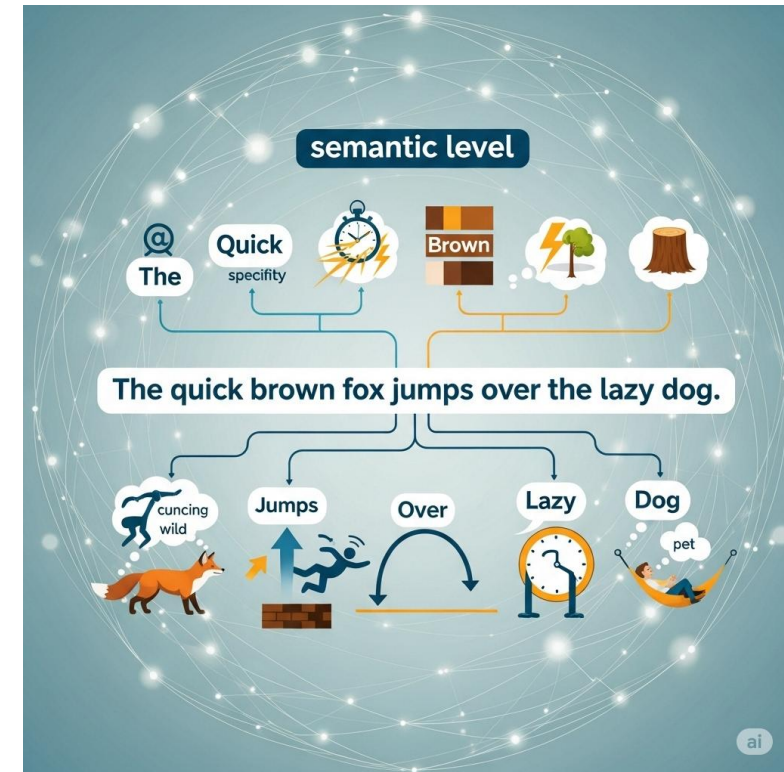 semantic level
@
The
Quick
specifity
Brown
The quick brown fox jumps over the lazy dog.
cuncing
wild
Jumps
Over
Lazy
Dog
pet
ai